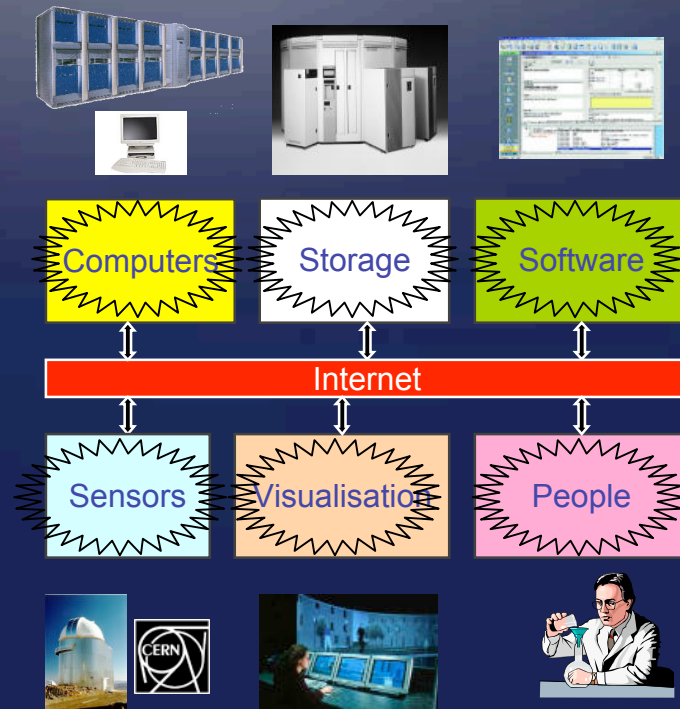 Computers
Storage
Software
Internet
Sensors
Visualisation
People
CERN